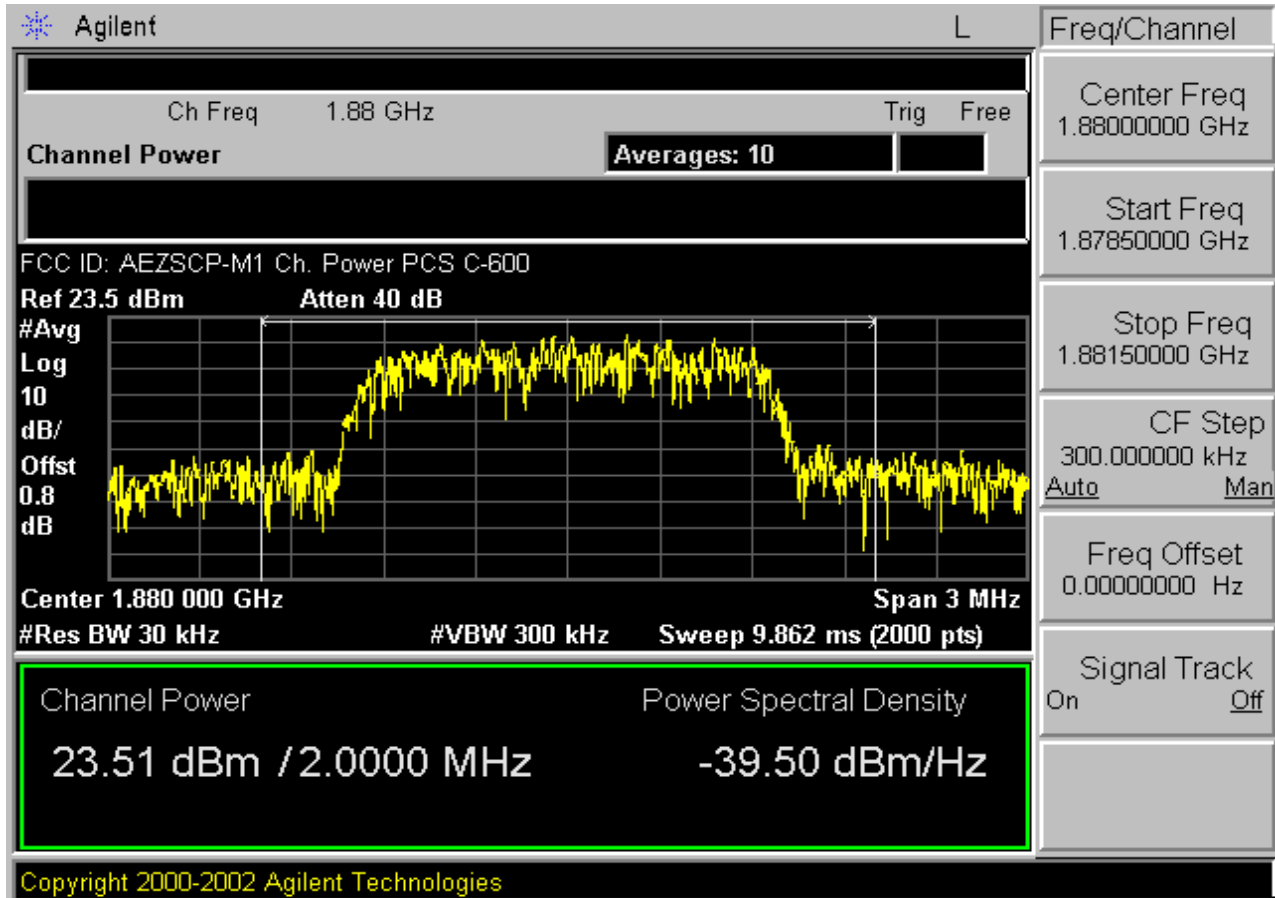 Agilent L
Freq/Channel
Ch Freq 1.88 GHz Trig Free
Channel Power Averages: 10
FCC ID: AEZSCP-M1 Ch. Power PCS C-600
Ref 23.5 dBm Atten 40 dB
#Avg
Log
10
dB/
Offst
0.8
dB
Center 1.880 000 GHz Span 3 MHz
#Res BW 30 kHz #VBW 300 kHz Sweep 9.862 ms (2000 pts)
Channel Power Power Spectral Density
23.51 dBm /2.0000 MHz -39.50 dBm/Hz
Center Freq
1.88000000 GHz
Start Freq
1.87850000 GHz
Stop Freq
1.88150000 GHz
CF Step
300.000000 kHz
Auto Man
Freq Offset
0.00000000 Hz
Signal Track
On Off
Copyright 2000-2002 Agilent Technologies